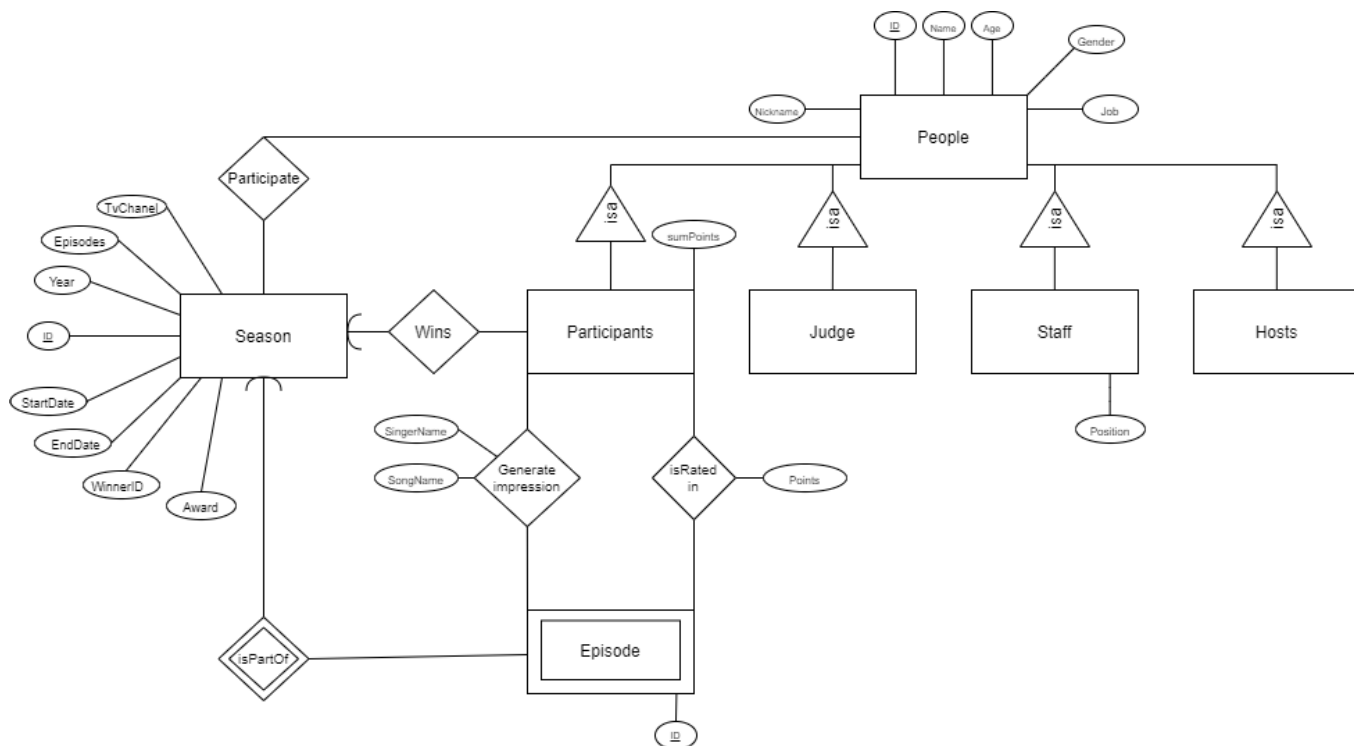 ID
Name
Age
Gender
Nickname
Job
People
Participate
TvChanel
isa
isa
isa
isa
sumPoints
Episodes
Year
ID
Season
Wins
Participants
Judge
Staff
Hosts
StartDate
EndDate
WinnerID
Award
SingerName
SongName
Generate
impression
isRated
in
Points
Position
isPartOf
Episode
ID